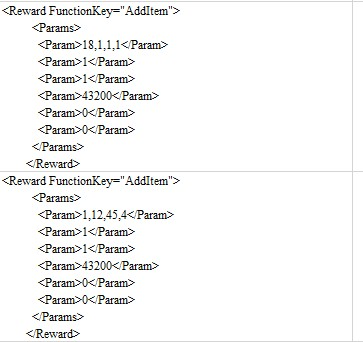 <Reward FunctionKey="AddItem">
<Params>
<Param>18,1,1,1</Param>
<Param>1</Param>
<Param>1</Param>
<Param>43200</Param>
<Param>0</Param>
<Param>0</Param>
</Params>
</Reward>
<Reward FunctionKey="AddItem">
<Params>
<Param>1,12,45,4</Param>
<Param>1</Param>
<Param>1</Param>
<Param>43200</Param>
<Param>0</Param>
<Param>0</Param>
</Params>
</Reward>